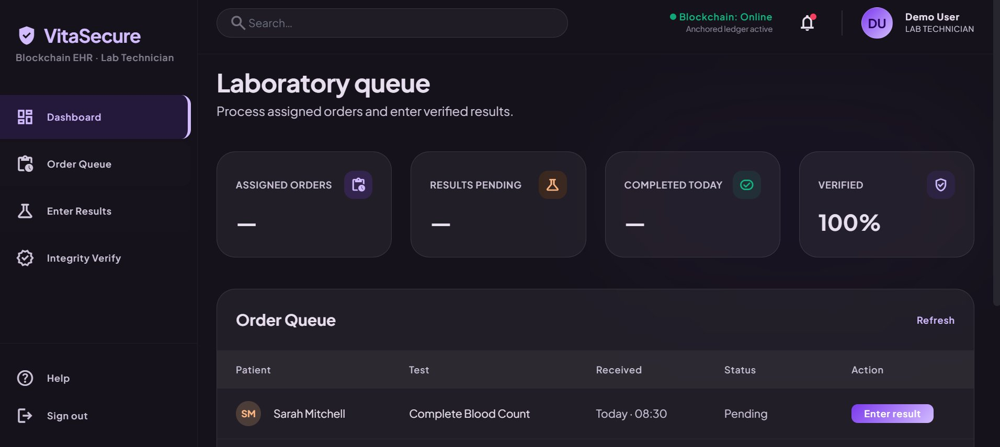 VitaSecure
Blockchain EHR · Lab Technician
Dashboard
Order Queue
Enter Results
Integrity Verify
Help
Sign out
Search...
Blockchain: Online
Anchored ledger active
DU
Demo User
LAB TECHNICIAN
Laboratory queue
Process assigned orders and enter verified results.
ASSIGNED ORDERS
—
RESULTS PENDING
—
COMPLETED TODAY
—
VERIFIED
100%
Order Queue
Refresh
Patient Test Received Status Action
SM Sarah Mitchell Complete Blood Count Today · 08:30 Pending Enter result